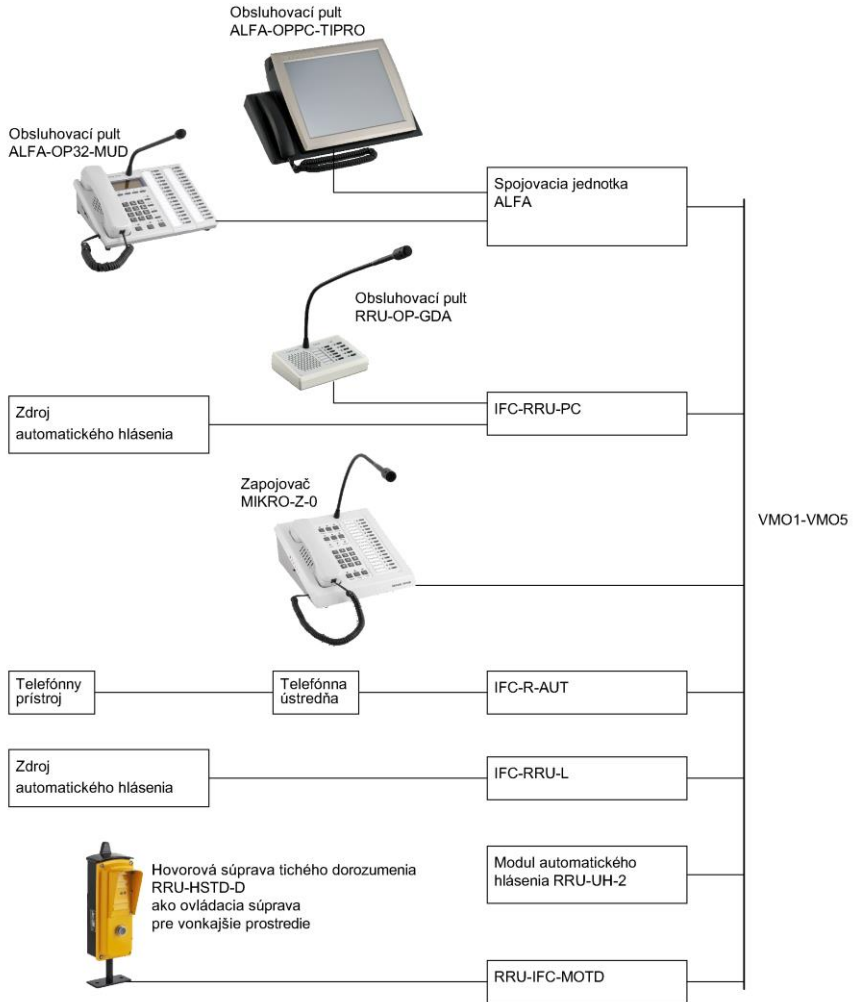 Obsluhovací pult
ALFA-OPPC-TIPRO
Obsluhovací pult
ALFA-OP32-MUD
Spojovacia jednotka
ALFA
Obsluhovací pult
RRU-OP-GDA
Zdroj
automatického hlásenia
IFC-RRU-PC
Zapojovač
MIKRO-Z-0
VMO1-VMO5
Telefónny
prístroj
Telefónna
ústredňa
IFC-R-AUT
Zdroj
automatického hlásenia
IFC-RRU-L
Hovorová súprava tichého dorozumenia
RRU-HSTD-D
ako ovládacia súprava
pre vonkajšie prostredie
Modul automatického
hlásenia RRU-UH-2
RRU-IFC-MOTD